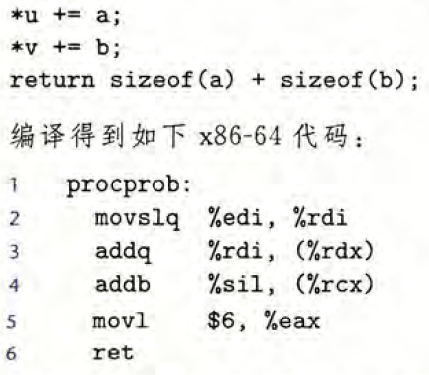 *u += a;
*v += b;
return sizeof(a) + sizeof(b);
编译得到如下 x86-64 代码：
1 procprob:
2 movslq %edi, %rdi
3 addq %rdi, (%rdx)
4 addb %sil, (%rcx)
5 movl $6, %eax
6 ret